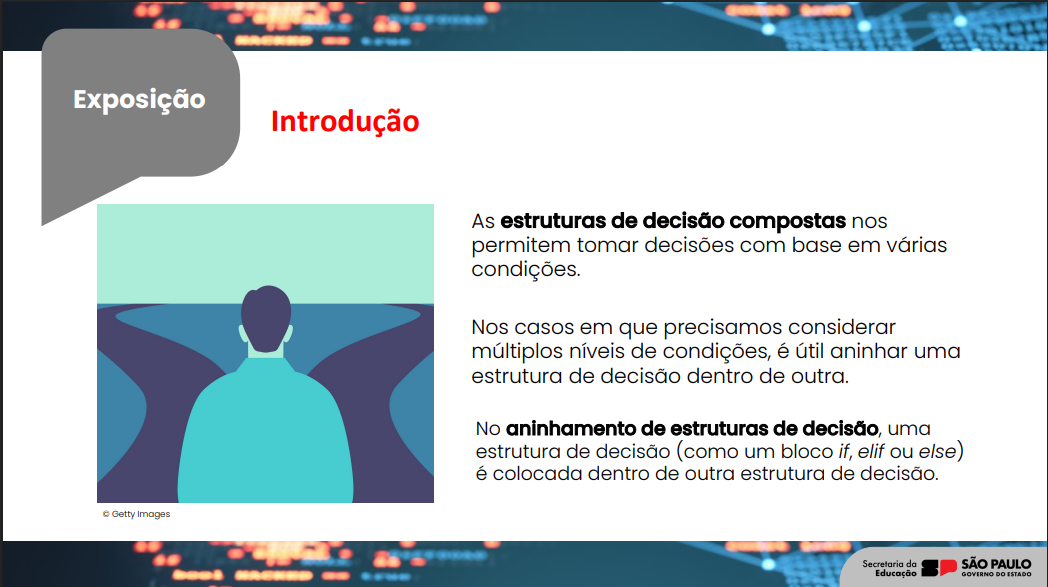 Exposição
Introdução
As estruturas de decisão compostas nos
permitem tomar decisões com base em várias
condições.
Nos casos em que precisamos considerar
múltiplos níveis de condições, é útil aninhar uma
estrutura de decisão dentro de outra.
No aninhamento de estruturas de decisão, uma
estrutura de decisão (como um bloco if, elif ou else)
é colocada dentro de outra estrutura de decisão.
© Getty Images
Secretaria da
Educação
SÃO PAULO
GOVERNO DO ESTADO